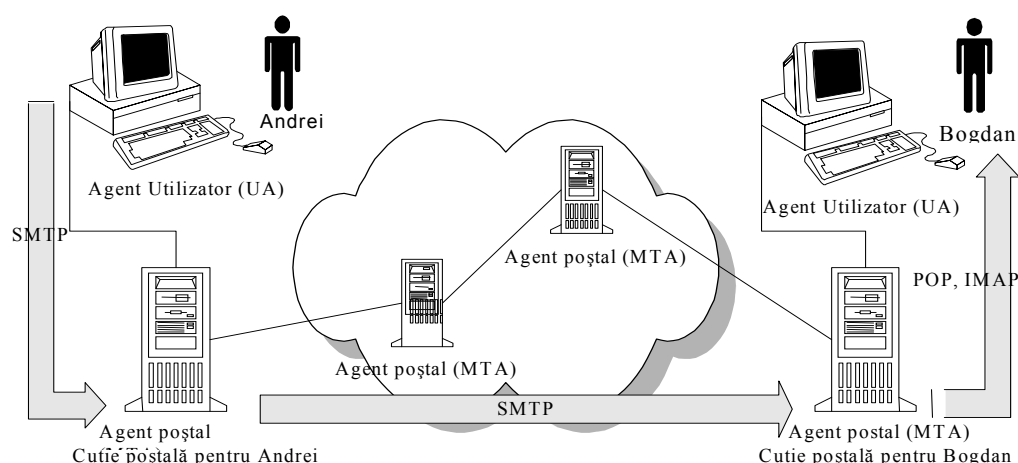 Andrei
Bogdan
Agent Utilizator (UA)
Agent Utilizator (UA)
SMTP
Agent poştal (MTA)
POP, IMAP
Agent poştal (MTA)
SMTP
Agent poştal
Cutie poştală pentru Andrei
Agent postal (MTA)
Cutie poştală pentru Bogdan